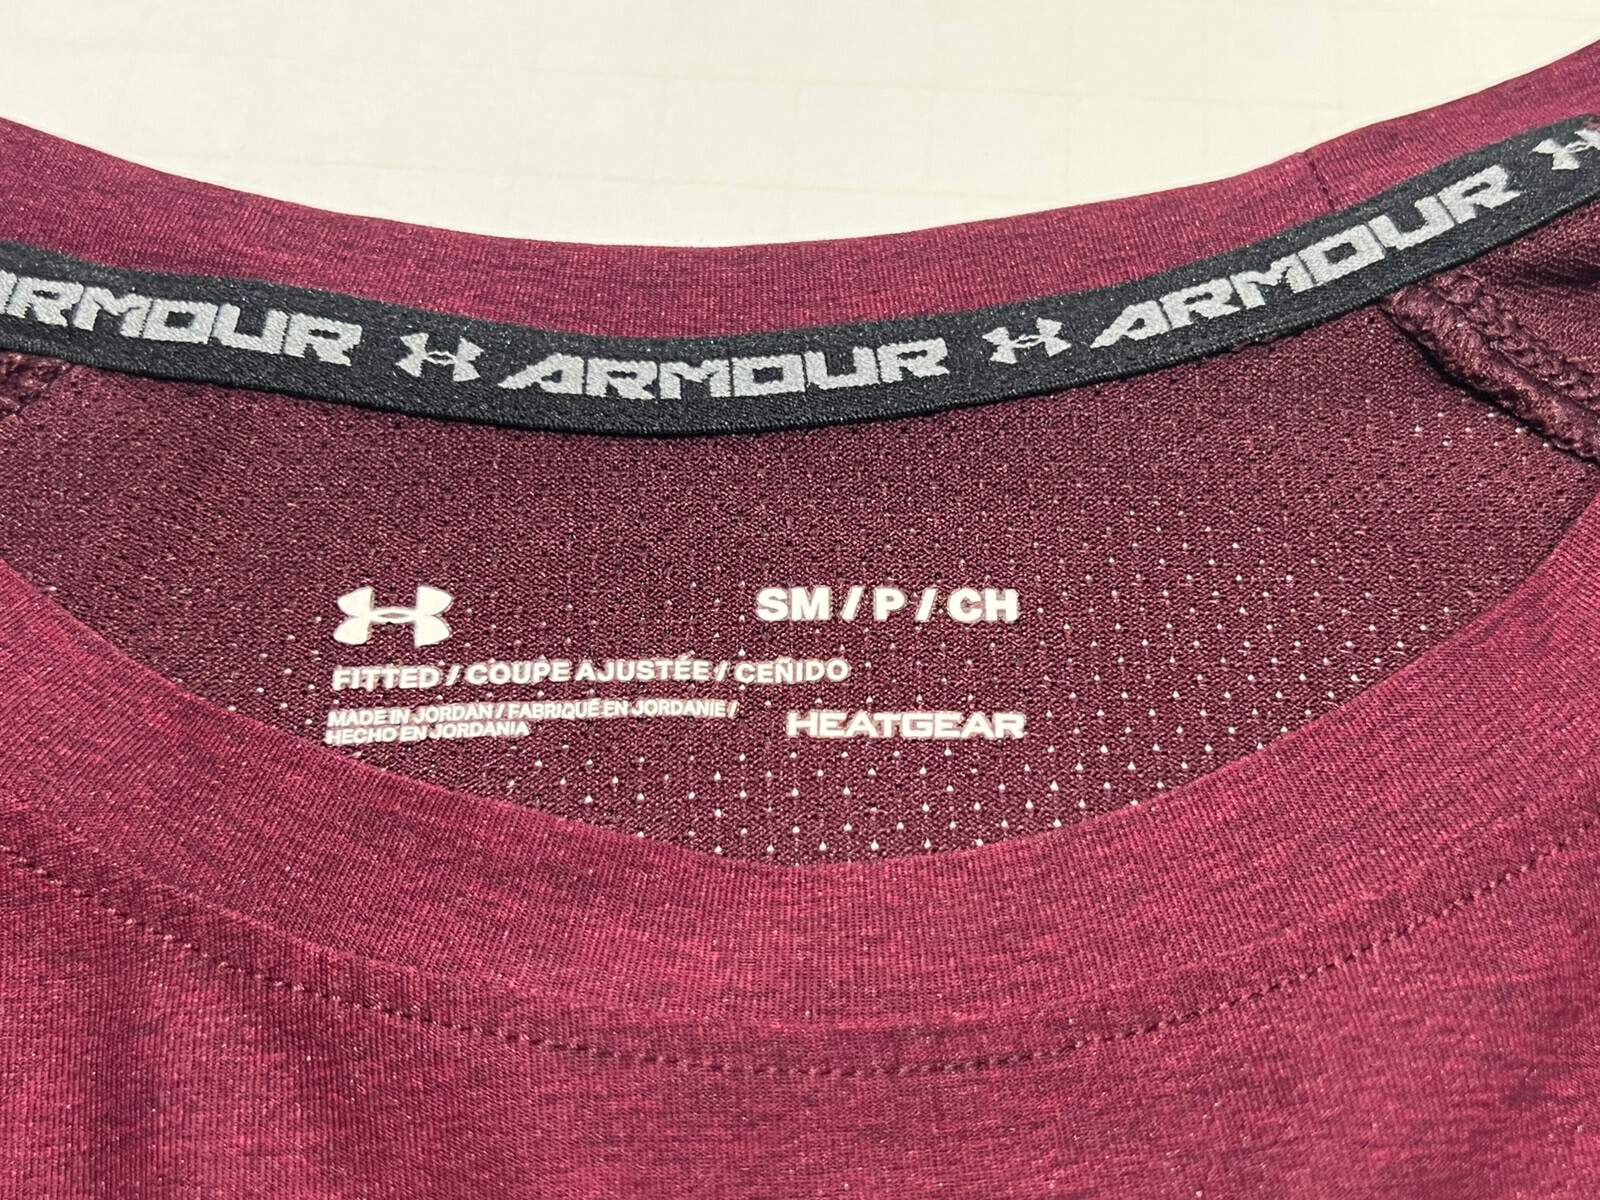 ARMOUR ARMOUR ARMOUR
SM / P / CH
FITTED / COUPE AJUSTÉE / CEÑIDO
MADE IN JORDAN / FABRIQUÉ EN JORDANIE /
HECHO EN JORDANIA
HEATGEAR